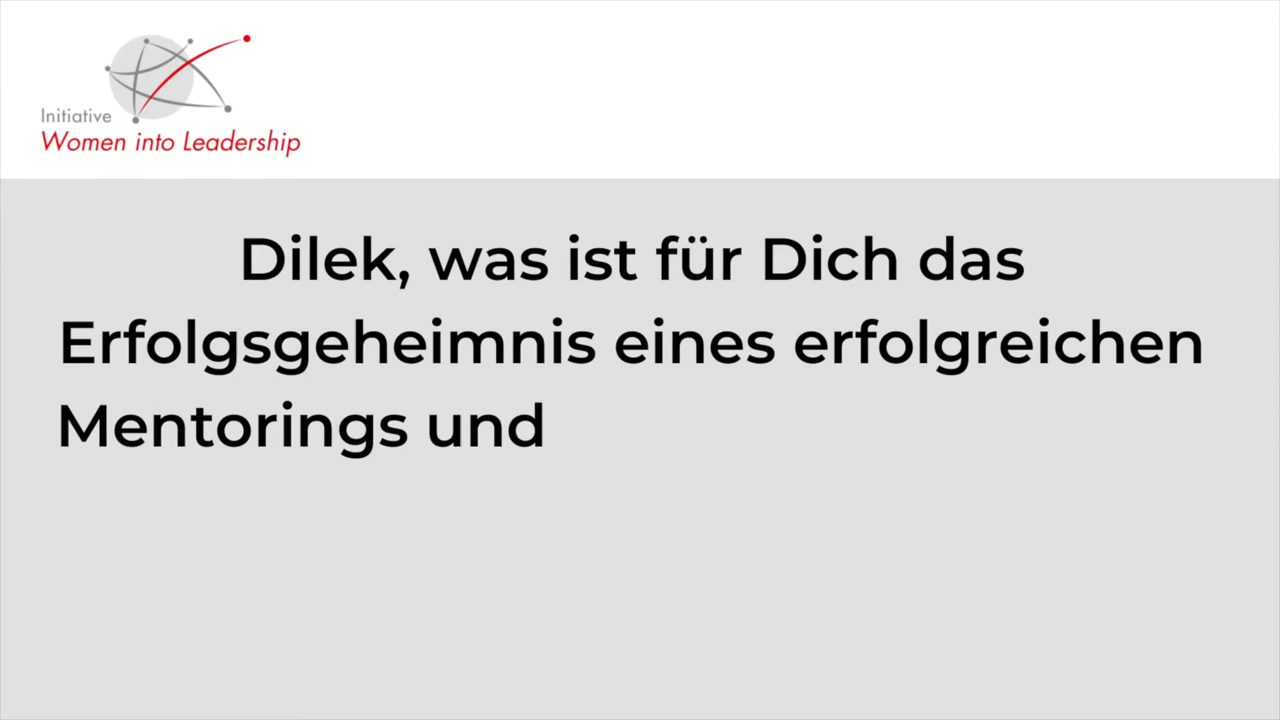 Initiative
Women into Leadership
Dilek, was ist für Dich das
Erfolgsgeheimnis eines erfolgreichen
Mentorings und